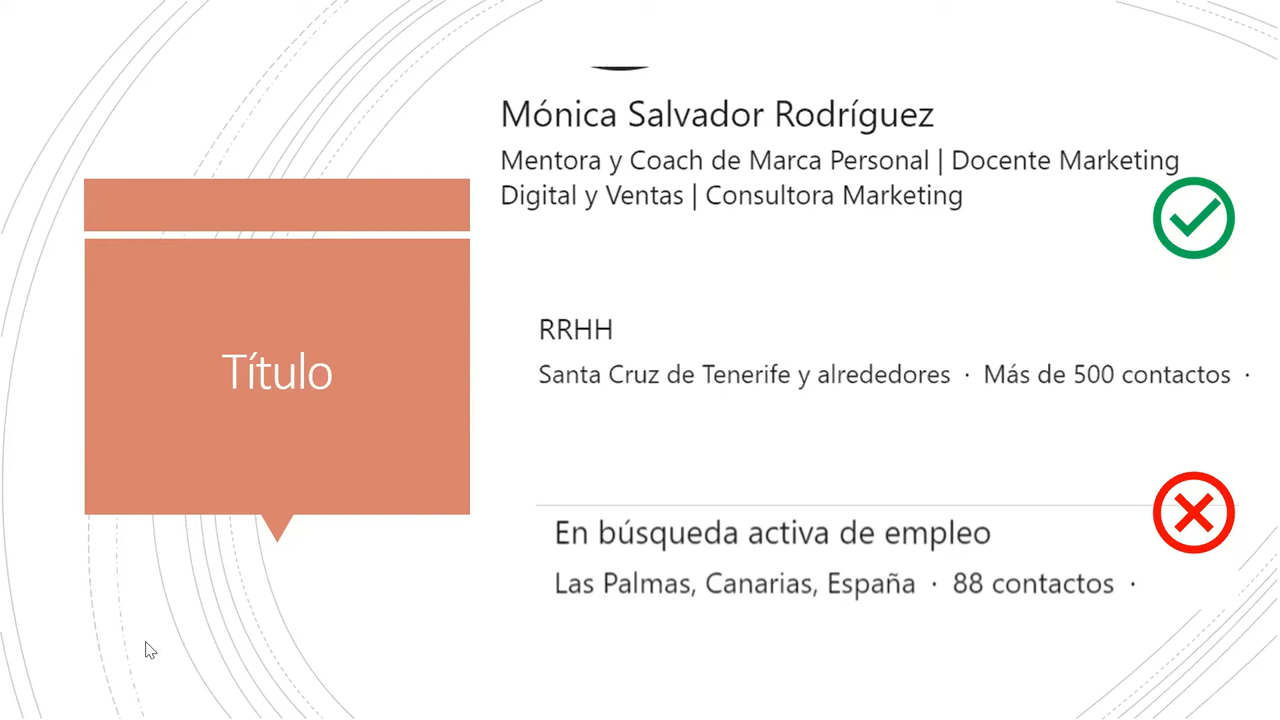 Mónica Salvador Rodríguez
Mentora y Coach de Marca Personal | Docente Marketing
Digital y Ventas | Consultora Marketing
Título
RRHH
Santa Cruz de Tenerife y alrededores · Más de 500 contactos ·
En búsqueda activa de empleo
Las Palmas, Canarias, España · 88 contactos ·